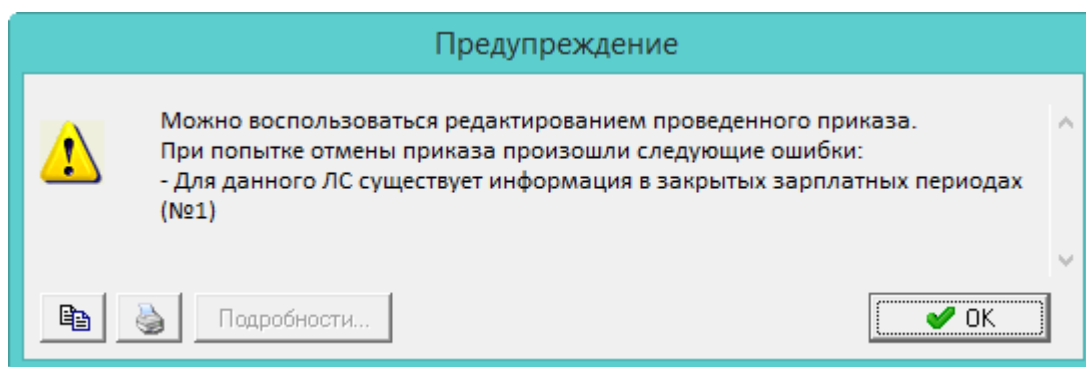 Предупреждение
Можно воспользоваться редактированием проведенного приказа.
При попытке отмены приказа произошли следующие ошибки:
- Для данного ЛС существует информация в закрытых зарплатных периодах
(№1)
Подробности...
OK